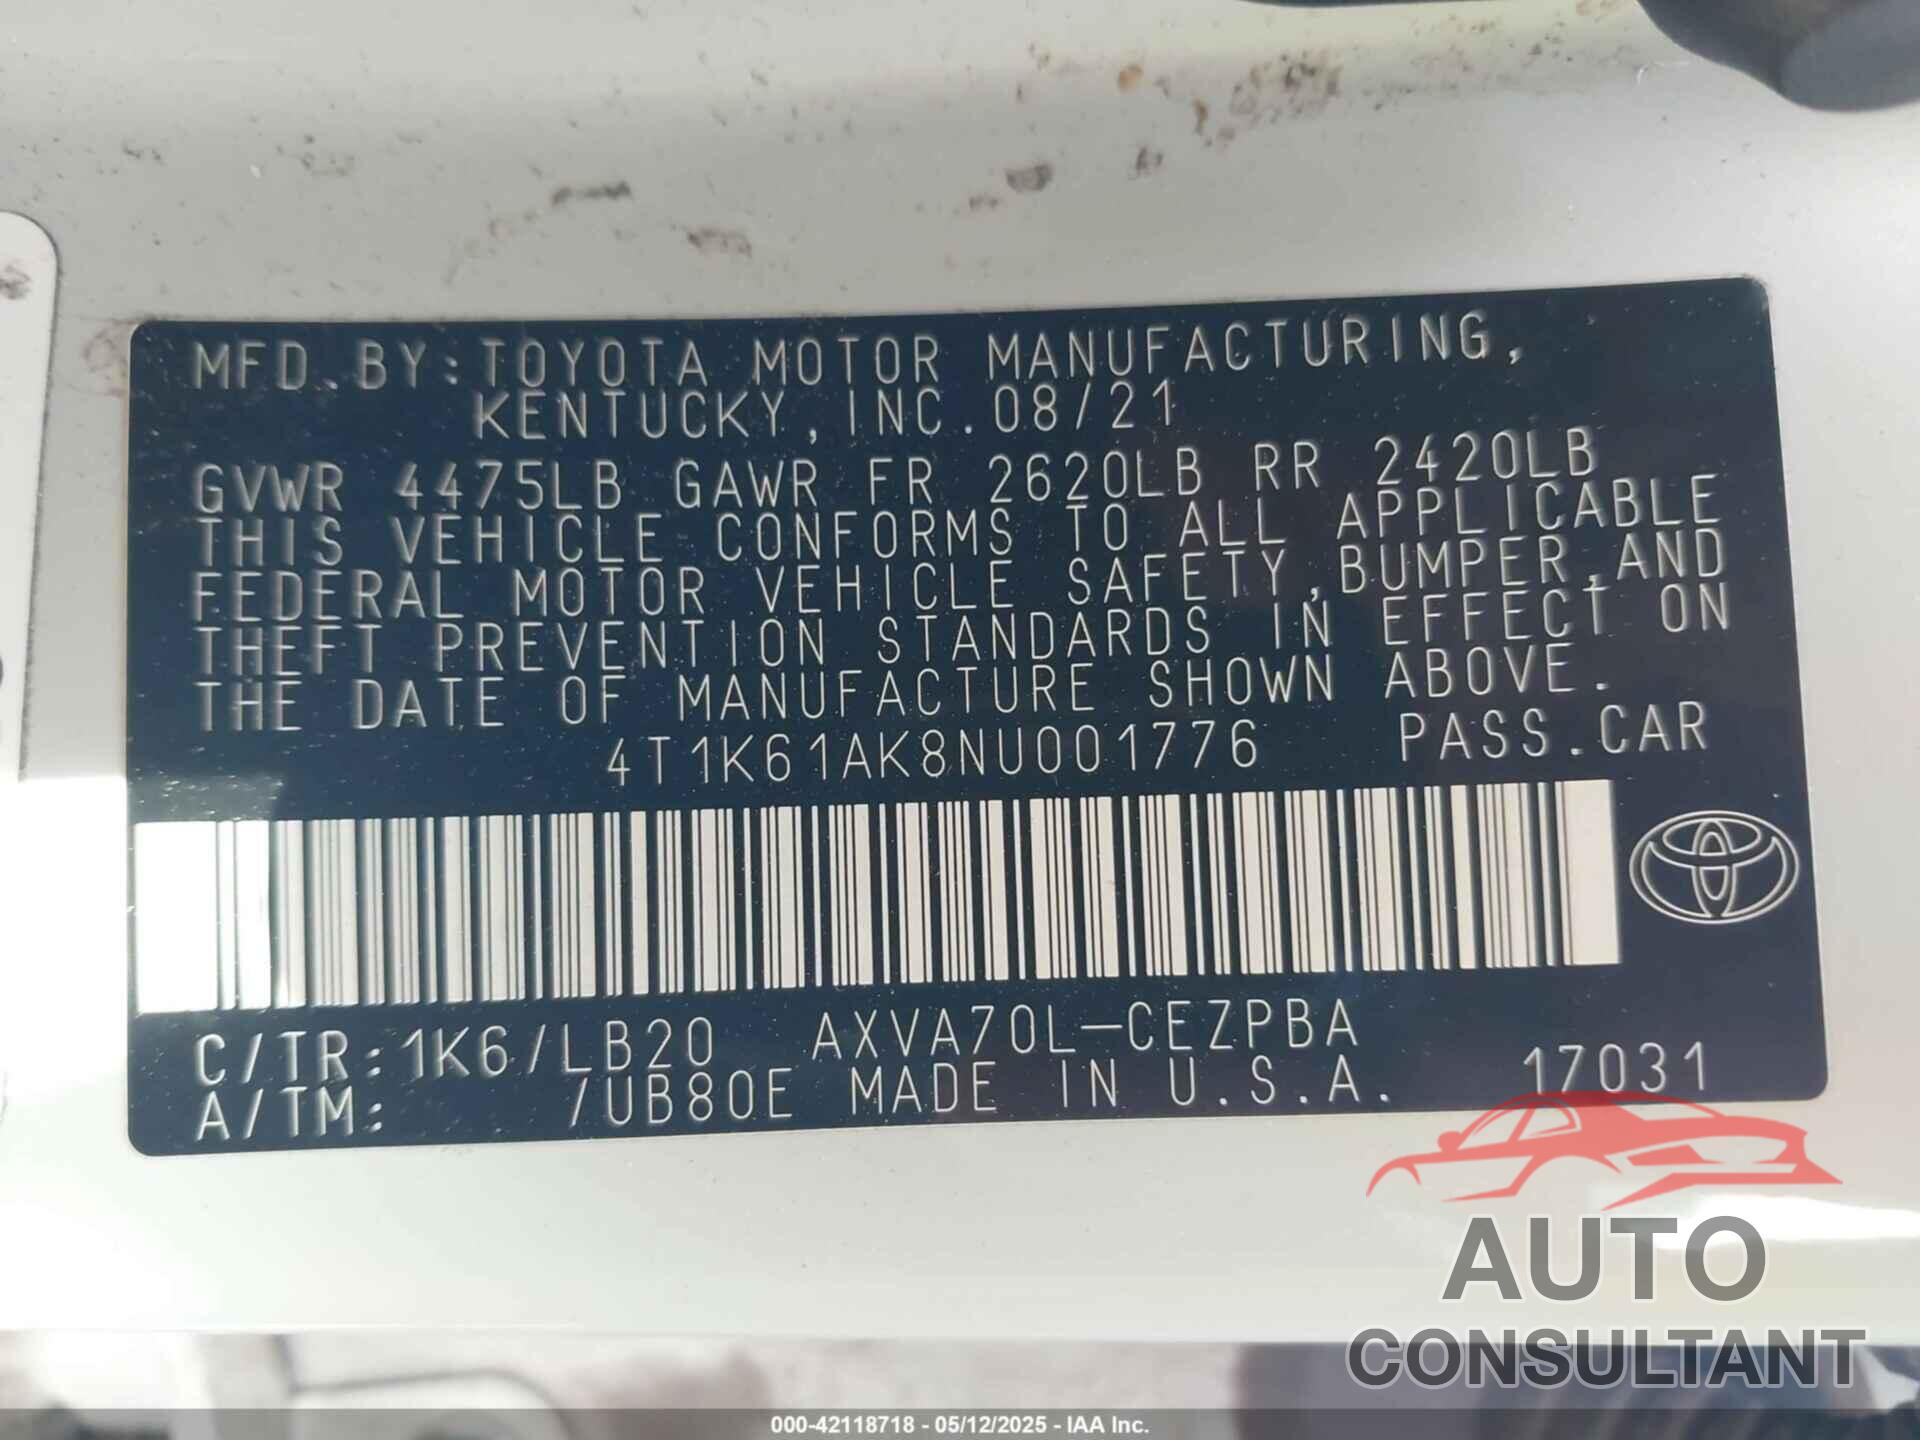 MFD.BY:TOYOTA MOTOR MANUFACTURING,
KENTUCKY,INC.08/21
GVWR 4475LB GAWR FR 2620LB RR 2420LB
THIS VEHICLE CONFORMS TO ALL APPLICABLE
FEDERAL MOTOR VEHICLE SAFETY,BUMPER,AND
THEFT PREVENTION STANDARDS IN EFFECT ON
THE DATE OF MANUFACTURE SHOWN ABOVE.
4T1K61AK8NU001776 PASS.CAR
C/TR:1K6/LB20 AXVA70L-CEZPBA
A/TM: /UB80E MADE IN U.S.A. 17031
AUTO
CONSULTANT
000-42118718 - 05/12/2025 - IAA Inc.